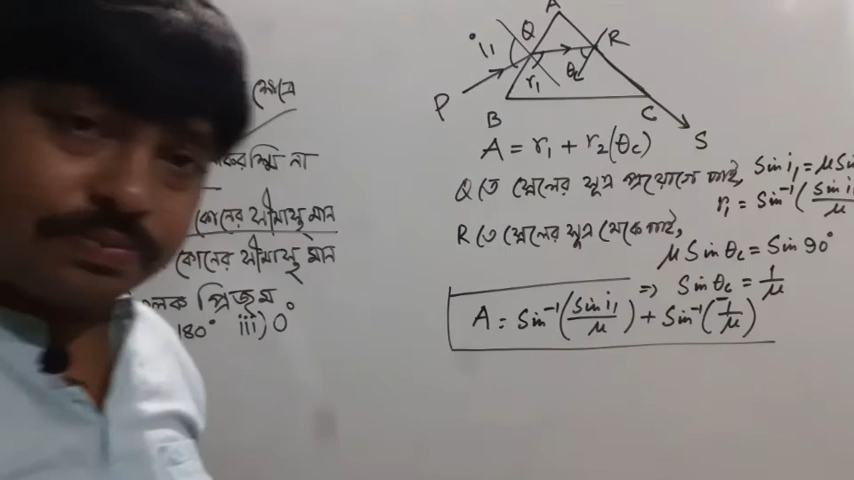 ক্ষেত্রে
না
কোনের সীমাস্থ মান
কোনের সীমাস্থ মান
প্রিজম
180° iii) 0°
A
Q
R
i₁
r₁
θc
P
B
C
S
A = r₁ + r₂(θc)
Q তে স্নেলের সূত্র প্রয়োগে পাই, Sin i₁ = μ
r₁ = Sin⁻¹ (Sin i₁/μ
R তে স্নেলের সূত্র থেকে পাই,
μ Sin θc = Sin 90°
=> Sin θc = 1/μ
A = Sin⁻¹(Sin i₁/μ) + Sin⁻¹(1/μ)